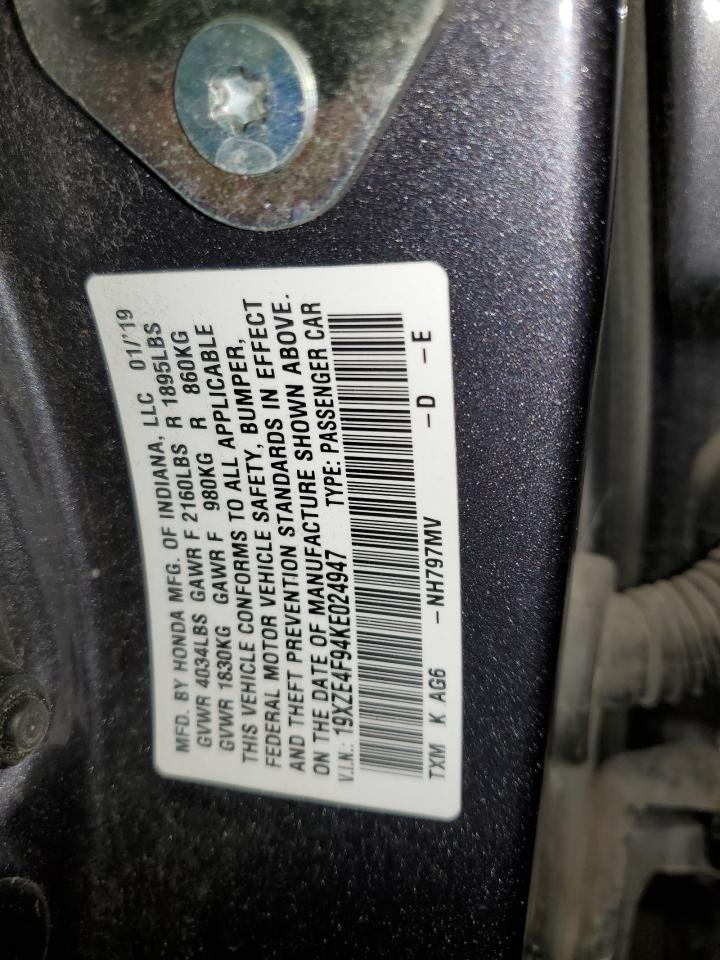 MFD. BY HONDA MFG. OF INDIANA, LLC 01/'19
GVWR 4034LBS GAWR F 2160LBS R 1895LBS
GVWR 1830KG GAWR F 980KG R 860KG
THIS VEHICLE CONFORMS TO ALL APPLICABLE
FEDERAL MOTOR VEHICLE SAFETY, BUMPER,
AND THEFT PREVENTION STANDARDS IN EFFECT
ON THE DATE OF MANUFACTURE SHOWN ABOVE.
V.I.N.: 19XZE4F94KE024947 TYPE: PASSENGER CAR
TXM K AG6 -NH797MV -D -E